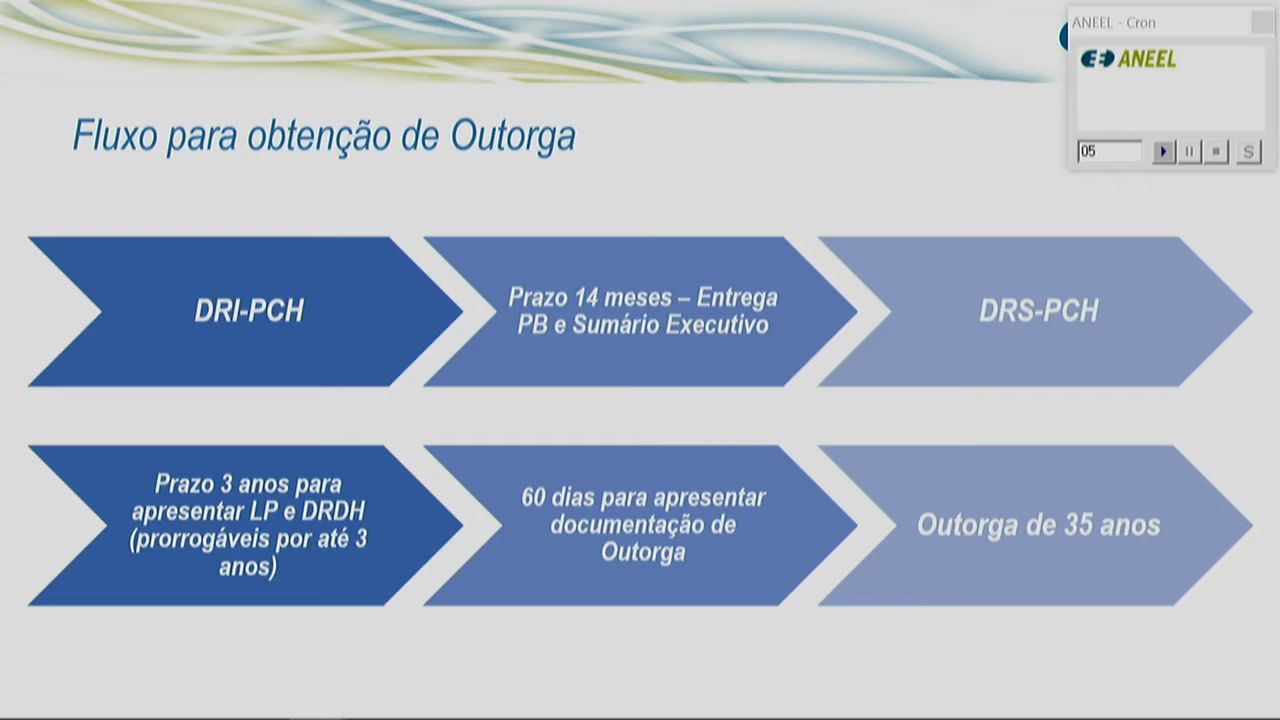 ANEEL - Cron
ANEEL
05
S
Fluxo para obtenção de Outorga
DRI-PCH
Prazo 14 meses – Entrega
PB e Sumário Executivo
DRS-PCH
Prazo 3 anos para
apresentar LP e DRDH
(prorrogáveis por até 3
anos)
60 dias para apresentar
documentação de
Outorga
Outorga de 35 anos